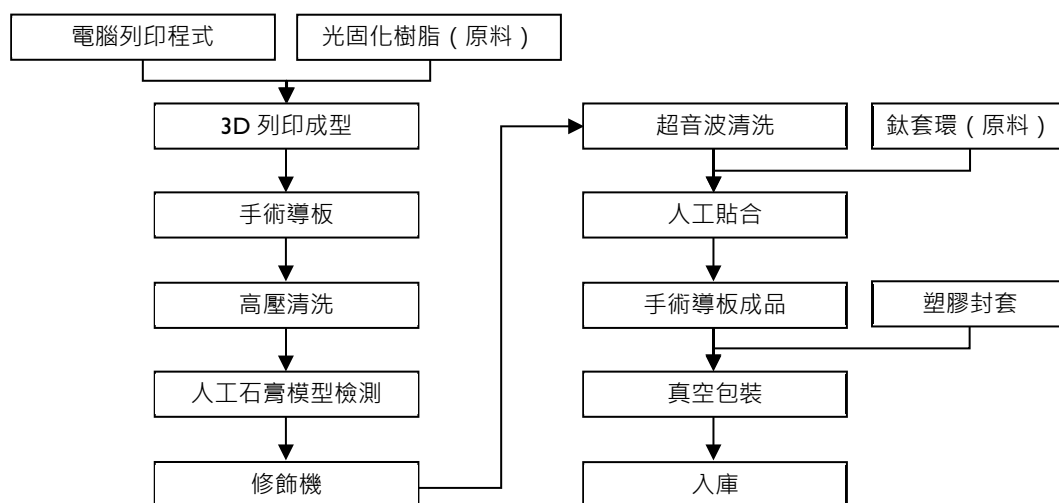 電腦列印程式
光固化樹脂（原料）
3D 列印成型
手術導板
高壓清洗
人工石膏模型檢測
修飾機
超音波清洗
鈦套環（原料）
人工貼合
手術導板成品
塑膠封套
真空包裝
入庫